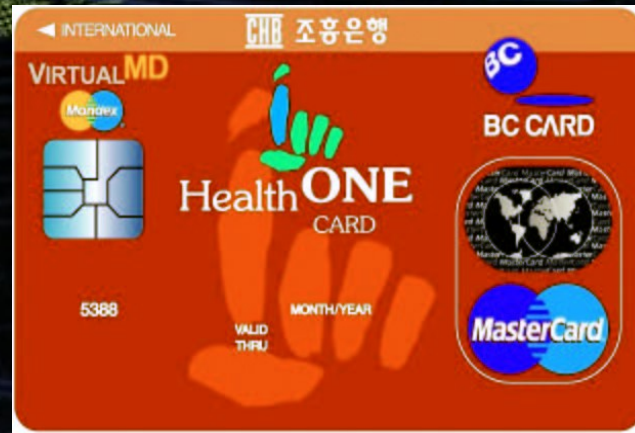 INTERNATIONAL
CHB 조흥은행
VIRTUALMD
Mondex
BC
BC CARD
HealthONE
CARD
MasterCard
5388
MONTH/YEAR
VALID
THRU
MasterCard